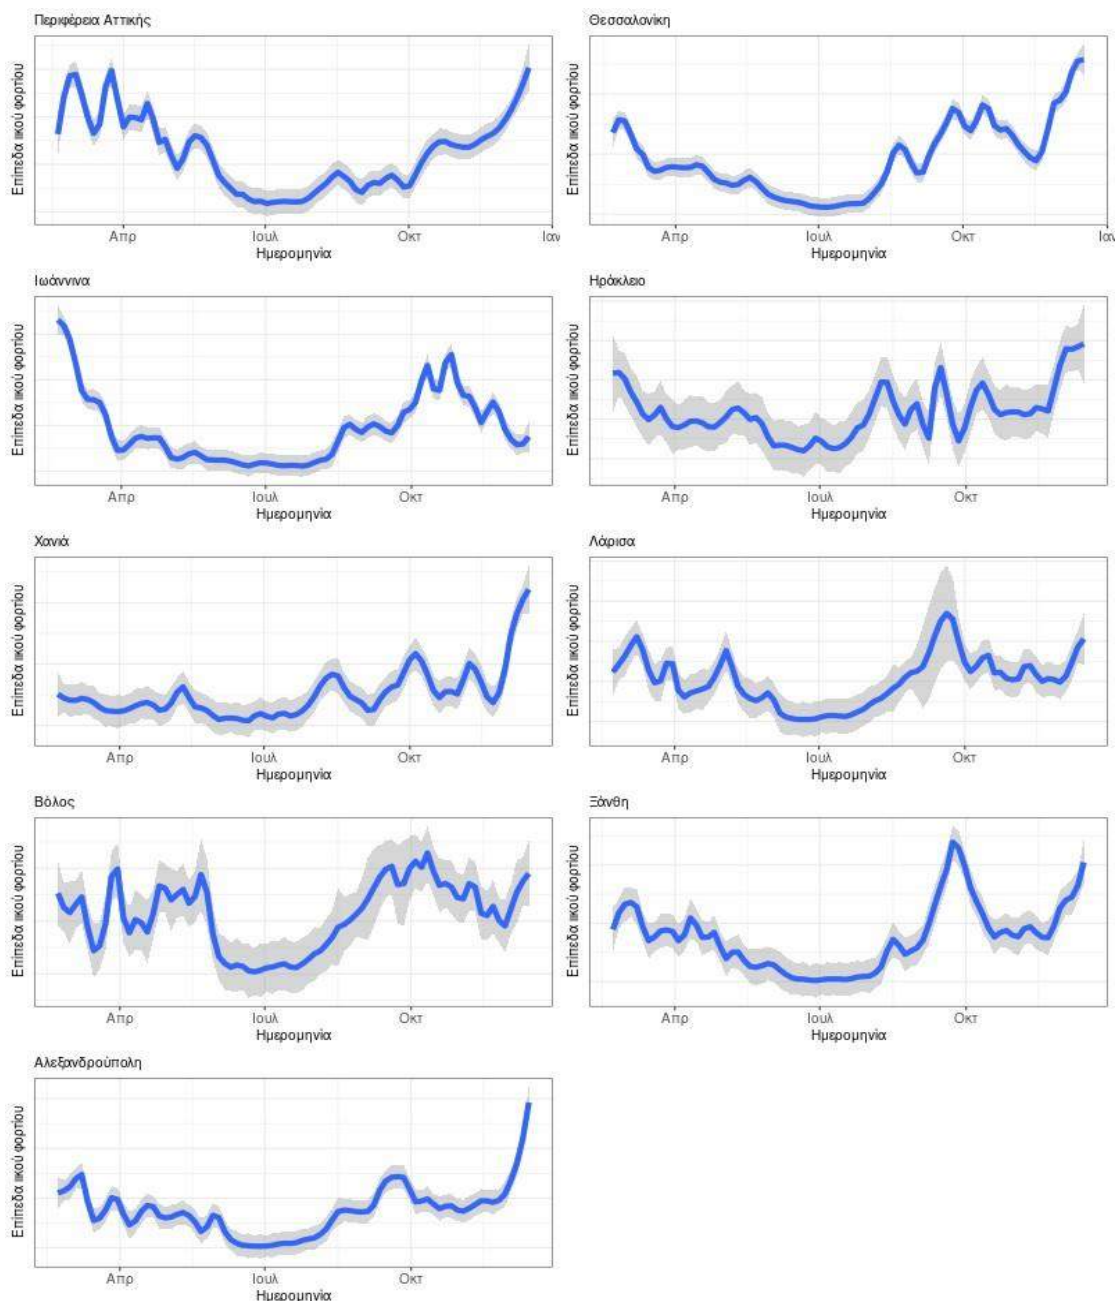 Περιφέρεια Αττικής
Επίπεδα ιικού φορτίου
Απρ Ιουλ Οκτ Ιαν
Ημερομηνία
Θεσσαλονίκη
Επίπεδα ιικού φορτίου
Απρ Ιουλ Οκτ Ιαν
Ημερομηνία
Ιωάννινα
Επίπεδα ιικού φορτίου
Απρ Ιουλ Οκτ
Ημερομηνία
Ηράκλειο
Επίπεδα ιικού φορτίου
Απρ Ιουλ Οκτ
Ημερομηνία
Χανιά
Επίπεδα ιικού φορτίου
Απρ Ιουλ Οκτ
Ημερομηνία
Λάρισα
Επίπεδα ιικού φορτίου
Απρ Ιουλ Οκτ
Ημερομηνία
Βόλος
Επίπεδα ιικού φορτίου
Απρ Ιουλ Οκτ
Ημερομηνία
Ξάνθη
Επίπεδα ιικού φορτίου
Απρ Ιουλ Οκτ
Ημερομηνία
Αλεξανδρούπολη
Επίπεδα ιικού φορτίου
Απρ Ιουλ Οκτ
Ημερομηνία